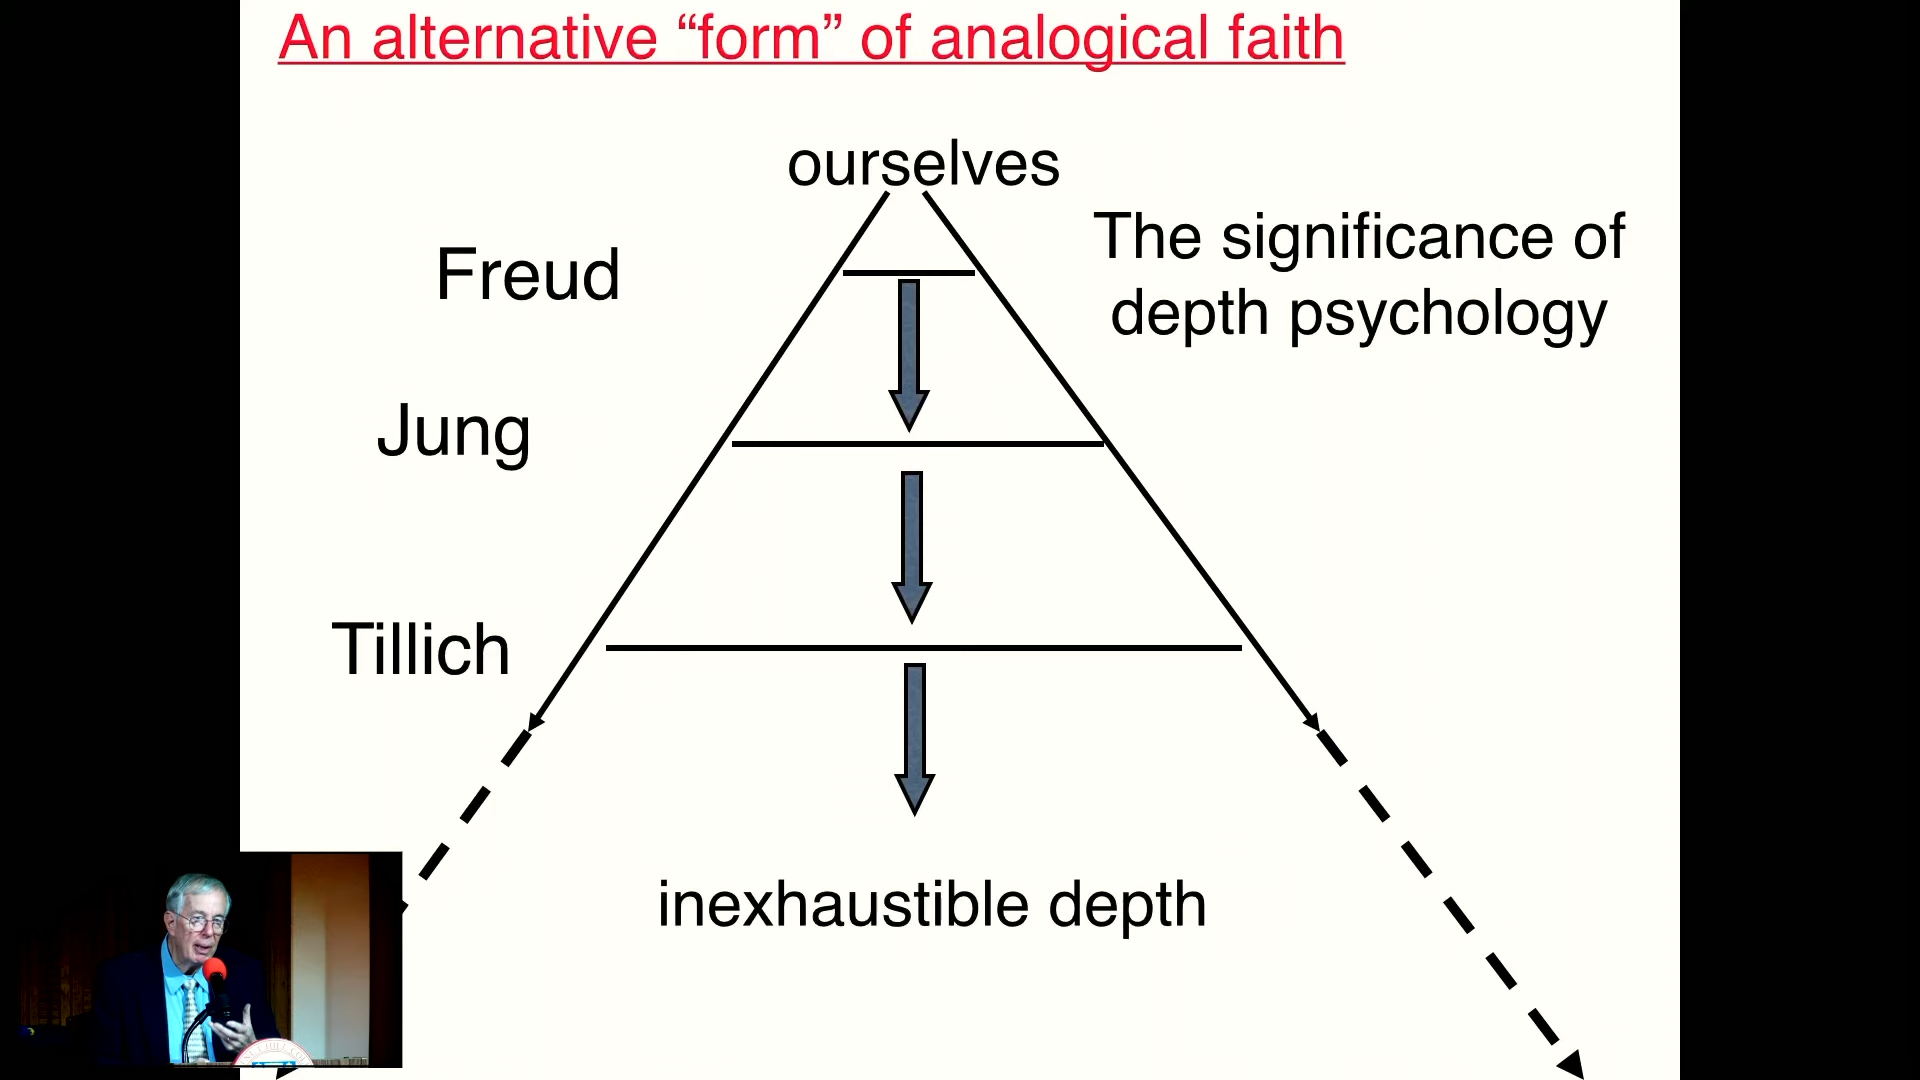 An alternative “form” of analogical faith
ourselves
The significance of
depth psychology
Freud
Jung
Tillich
inexhaustible depth